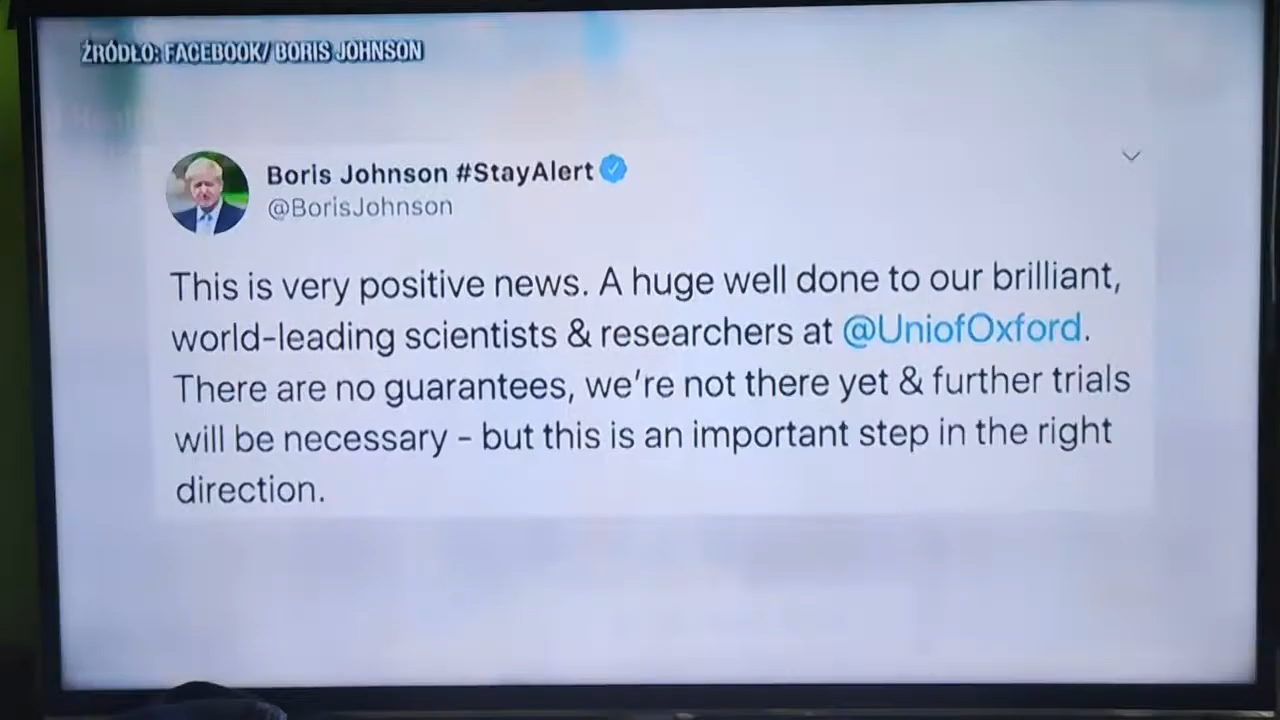 ŹRÓDŁO: FACEBOOK/ BORIS JOHNSON
Boris Johnson #StayAlert
@BorisJohnson
This is very positive news. A huge well done to our brilliant,
world-leading scientists & researchers at @UniofOxford.
There are no guarantees, we're not there yet & further trials
will be necessary – but this is an important step in the right
direction.